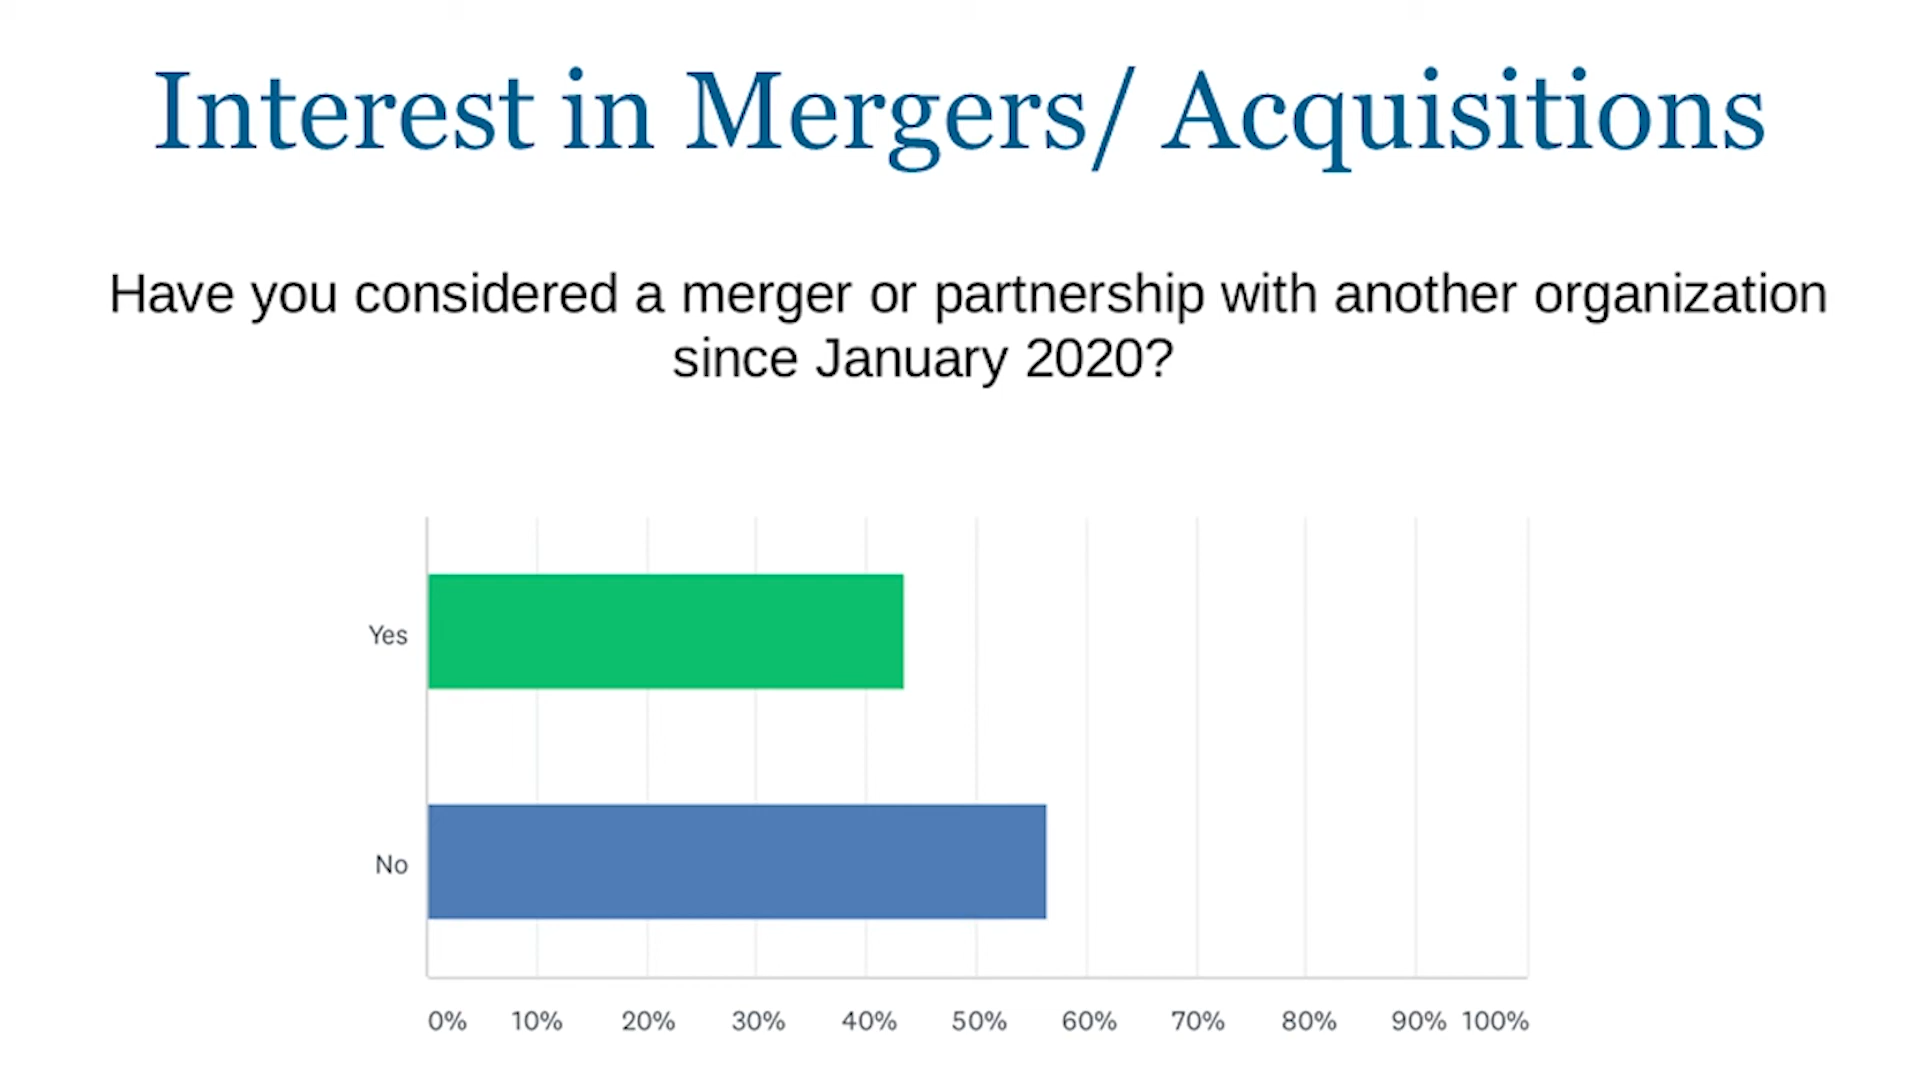 Interest in Mergers/ Acquisitions
Have you considered a merger or partnership with another organization
since January 2020?
Yes
No
0% 10% 20% 30% 40% 50% 60% 70% 80% 90% 100%